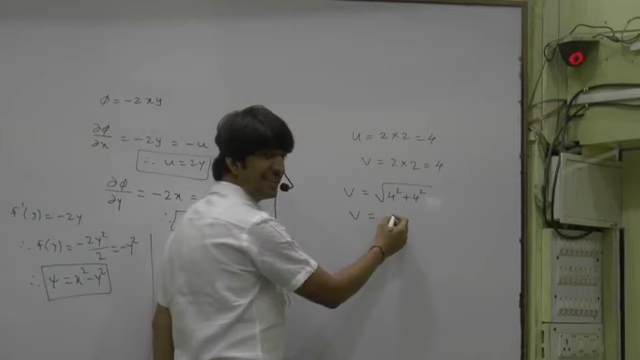 φ = -2xy
∂φ/∂x = -2y = -u
∴ u = 2y
∂φ/∂y = -2x =
f'(y) = -2y
∴ f(y) = -2y²/2 = -y²
∴ ψ = x² - y²
u = 2×2 = 4
v = 2×2 = 4
V = √4²+4²
V =